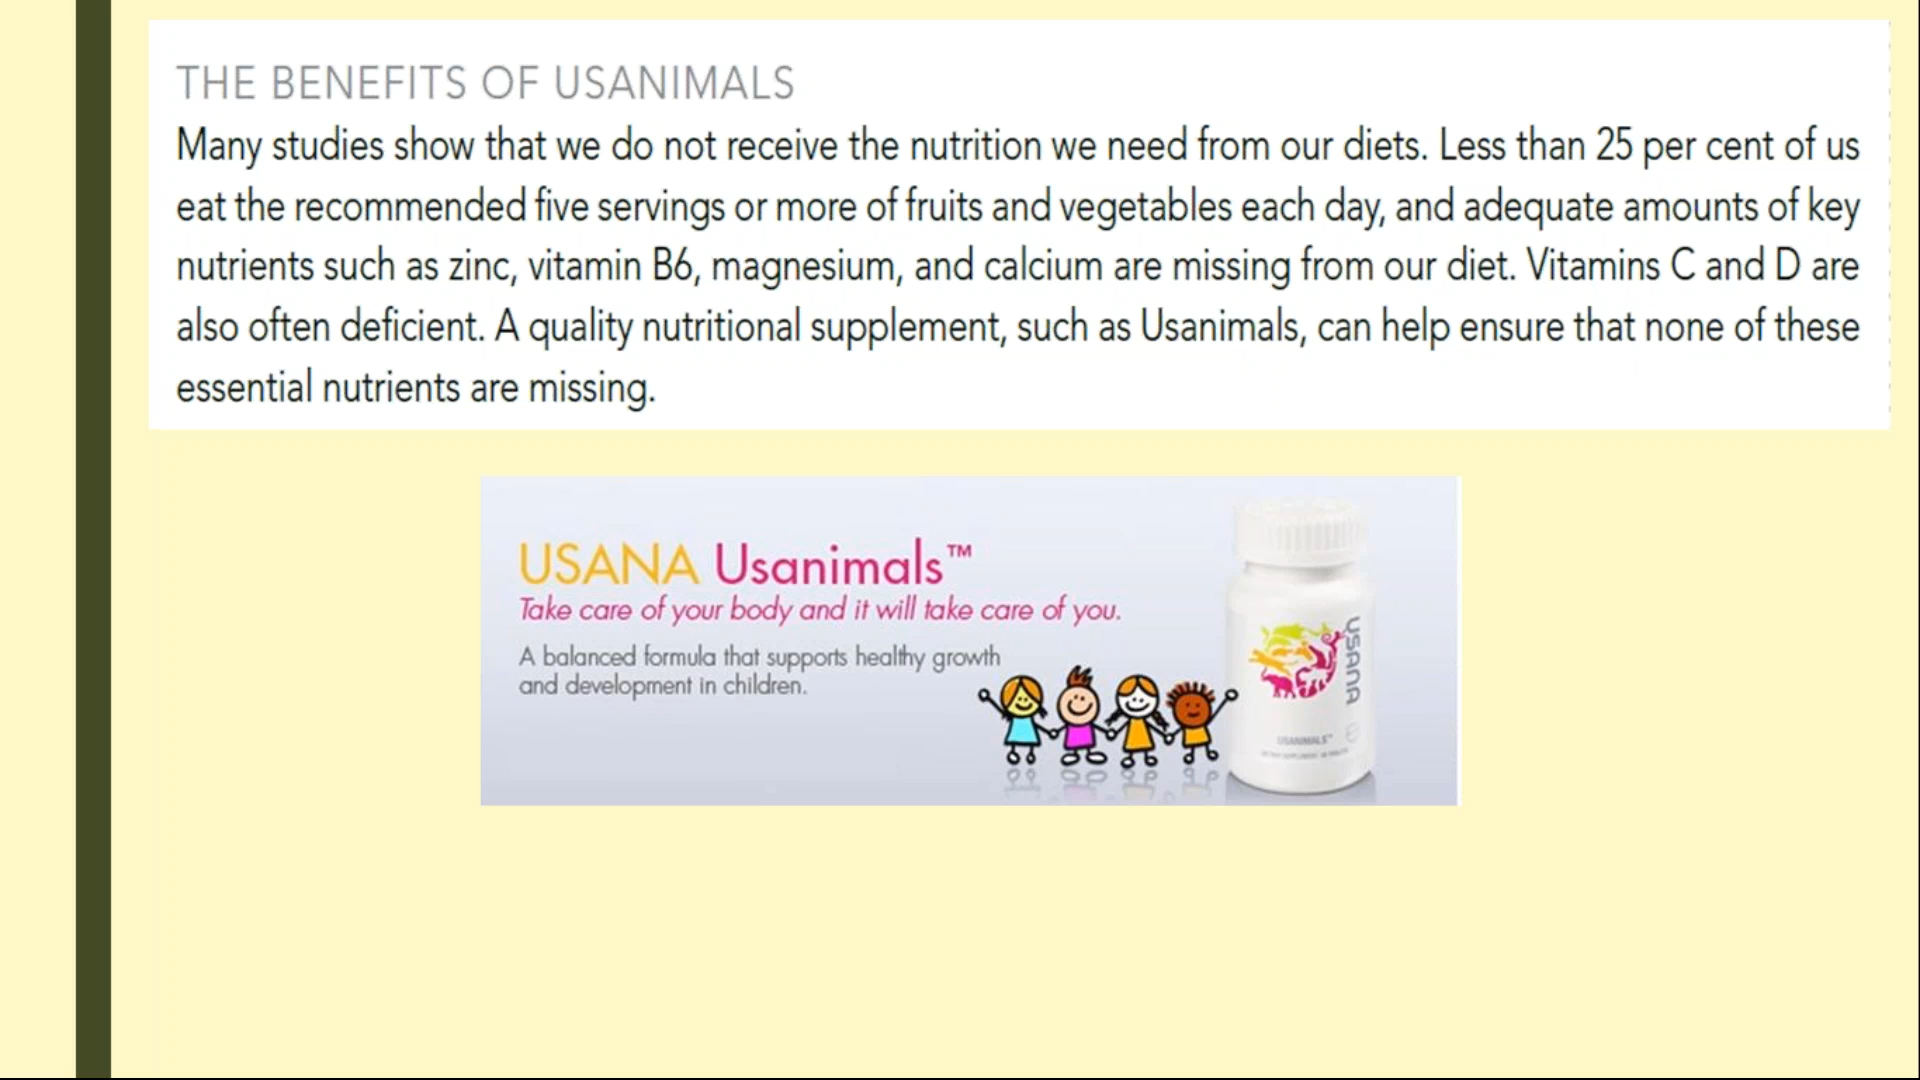 THE BENEFITS OF USANIMALS
Many studies show that we do not receive the nutrition we need from our diets. Less than 25 per cent of us
eat the recommended five servings or more of fruits and vegetables each day, and adequate amounts of key
nutrients such as zinc, vitamin B6, magnesium, and calcium are missing from our diet. Vitamins C and D are
also often deficient. A quality nutritional supplement, such as Usanimals, can help ensure that none of these
essential nutrients are missing.
USANA Usanimals™
Take care of your body and it will take care of you.
A balanced formula that supports healthy growth
and development in children.
USANA
USANIMALS™